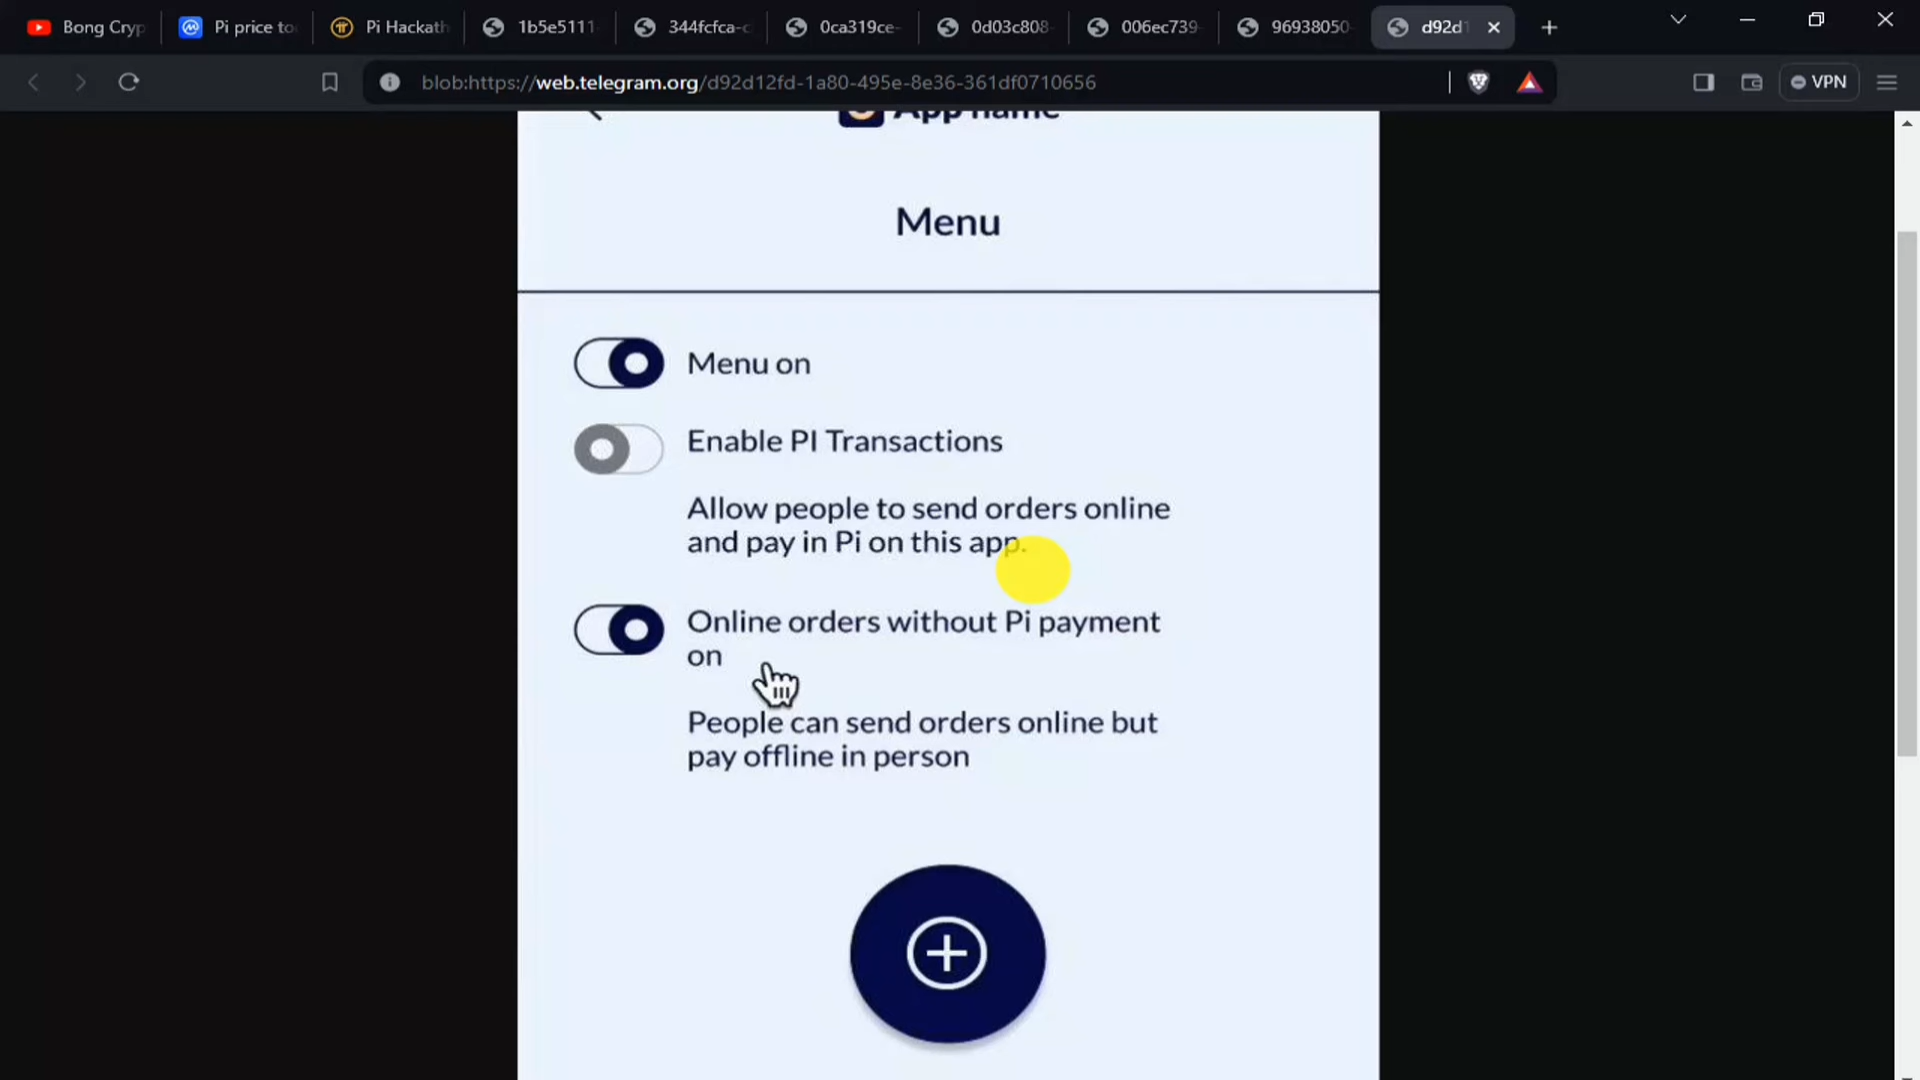 Bong Cryp
Pi price to
Pi Hackath
1b5e5111-
344fcfca-c
0ca319ce-
0d03c808-
006ec739-
96938050-
d92d1
blob:https://web.telegram.org/d92d12fd-1a80-495e-8e36-361df0710656
VPN
App name
Menu
Menu on
Enable PI Transactions
Allow people to send orders online
and pay in Pi on this app.
Online orders without Pi payment
on
People can send orders online but
pay offline in person